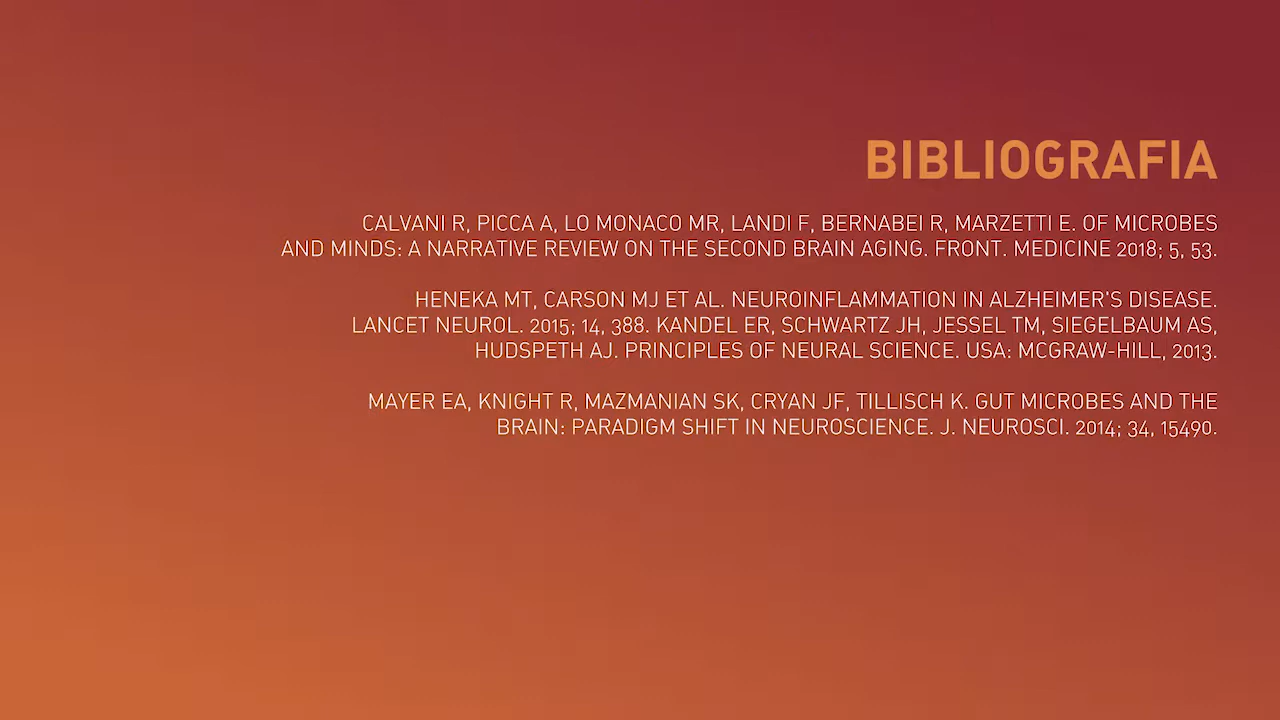 BIBLIOGRAFIA
CALVANI R, PICCA A, LO MONACO MR, LANDI F, BERNABEI R, MARZETTI E. OF MICROBES
AND MINDS: A NARRATIVE REVIEW ON THE SECOND BRAIN AGING. FRONT. MEDICINE 2018; 5, 53.
HENEKA MT, CARSON MJ ET AL. NEUROINFLAMMATION IN ALZHEIMER'S DISEASE.
LANCET NEUROL. 2015; 14, 388. KANDEL ER, SCHWARTZ JH, JESSEL TM, SIEGELBAUM AS,
HUDSPETH AJ. PRINCIPLES OF NEURAL SCIENCE. USA: MCGRAW-HILL, 2013.
MAYER EA, KNIGHT R, MAZMANIAN SK, CRYAN JF, TILLISCH K. GUT MICROBES AND THE
BRAIN: PARADIGM SHIFT IN NEUROSCIENCE. J. NEUROSCI. 2014; 34, 15490.